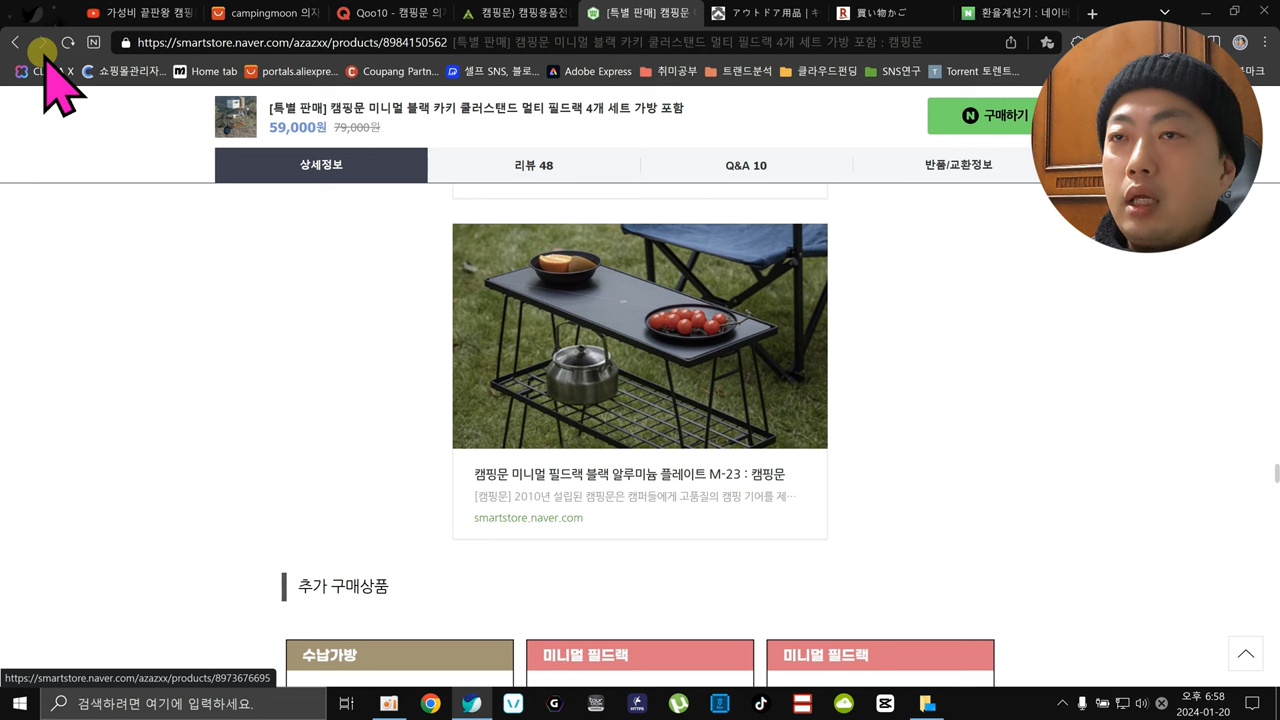 가성비 끝판왕 캠핑
campingmoon 의지
Qoo10 - 캠핑문 의가
캠핑문) 캠핑용품전
[특별 판매] 캠핑문
アウトドア用品 | キ
買い物かご
환율계산기 : 네이버
https://smartstore.naver.com/azazxx/products/8984150562 [특별 판매] 캠핑문 미니멀 블랙 카키 쿨러스탠드 멀티 필드랙 4개 세트 가방 포함 : 캠핑문
쇼핑몰관리자...
Home tab
portals.aliexpre...
Coupang Partn...
셀프 SNS, 블로...
Adobe Express
취미공부
트랜드분석
클라우드펀딩
SNS연구
Torrent 토렌트...
북마크
[특별 판매] 캠핑문 미니멀 블랙 카키 쿨러스탠드 멀티 필드랙 4개 세트 가방 포함
59,000원 79,000원
N 구매하기
상세정보
리뷰 48
Q&A 10
반품/교환정보
캠핑문 미니멀 필드랙 블랙 알루미늄 플레이트 M-23 : 캠핑문
[캠핑문] 2010년 설립된 캠핑문은 캠퍼들에게 고품질의 캠핑 기어를 제...
smartstore.naver.com
추가 구매상품
수납가방
미니멀 필드랙
미니멀 필드랙
https://smartstore.naver.com/azazxx/products/8973676695
검색하려면 여기에 입력하세요.
오후 6:58
2024-01-20